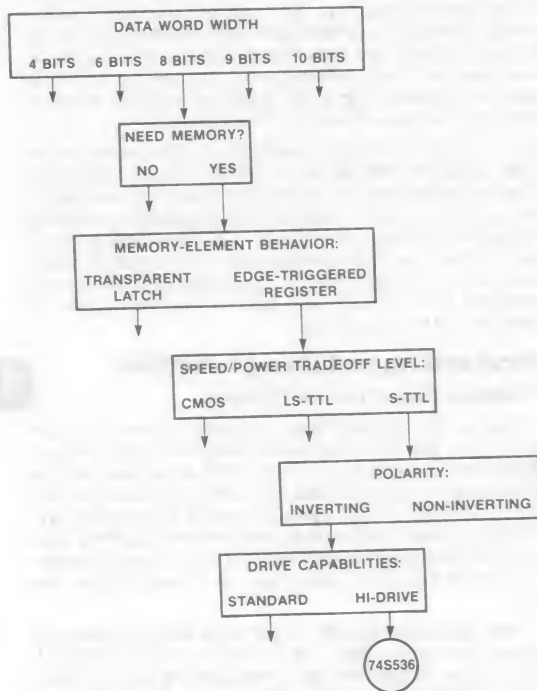 DATA WORD WIDTH
4 BITS 6 BITS 8 BITS 9 BITS 10 BITS
NEED MEMORY?
NO YES
MEMORY-ELEMENT BEHAVIOR:
TRANSPARENT LATCH
EDGE-TRIGGERED REGISTER
SPEED/POWER TRADEOFF LEVEL:
CMOS LS-TTL S-TTL
POLARITY:
INVERTING NON-INVERTING
DRIVE CAPABILITIES:
STANDARD HI-DRIVE
74S536